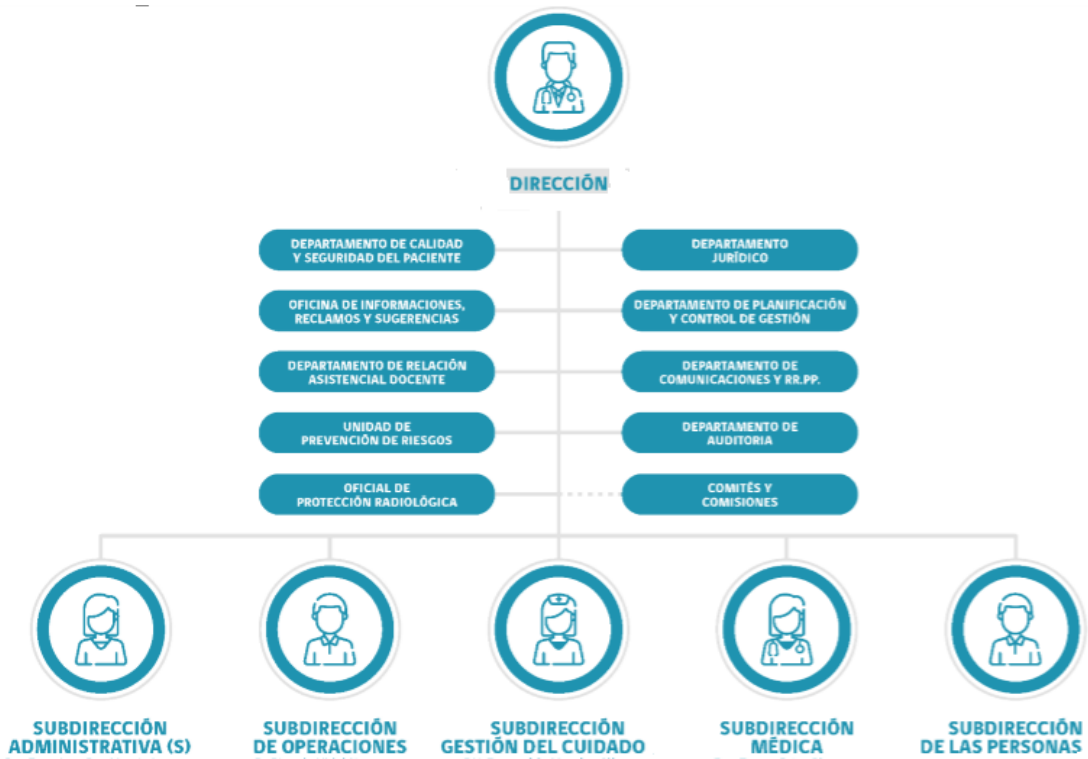 DIRECCIÓN
DEPARTAMENTO DE CALIDAD
Y SEGURIDAD DEL PACIENTE
DEPARTAMENTO
JURÍDICO
OFICINA DE INFORMACIONES,
RECLAMOS Y SUGERENCIAS
DEPARTAMENTO DE PLANIFICACIÓN
Y CONTROL DE GESTIÓN
DEPARTAMENTO DE RELACIÓN
ASISTENCIAL DOCENTE
DEPARTAMENTO DE
COMUNICACIONES Y RR.PP.
UNIDAD DE
PREVENCIÓN DE RIESGOS
DEPARTAMENTO DE
AUDITORIA
OFICIAL DE
PROTECCIÓN RADIOLÓGICA
COMITÉS Y
COMISIONES
SUBDIRECCIÓN
ADMINISTRATIVA (S)
SUBDIRECCIÓN
DE OPERACIONES
SUBDIRECCIÓN
GESTIÓN DEL CUIDADO
SUBDIRECCIÓN
MÉDICA
SUBDIRECCIÓN
DE LAS PERSONAS